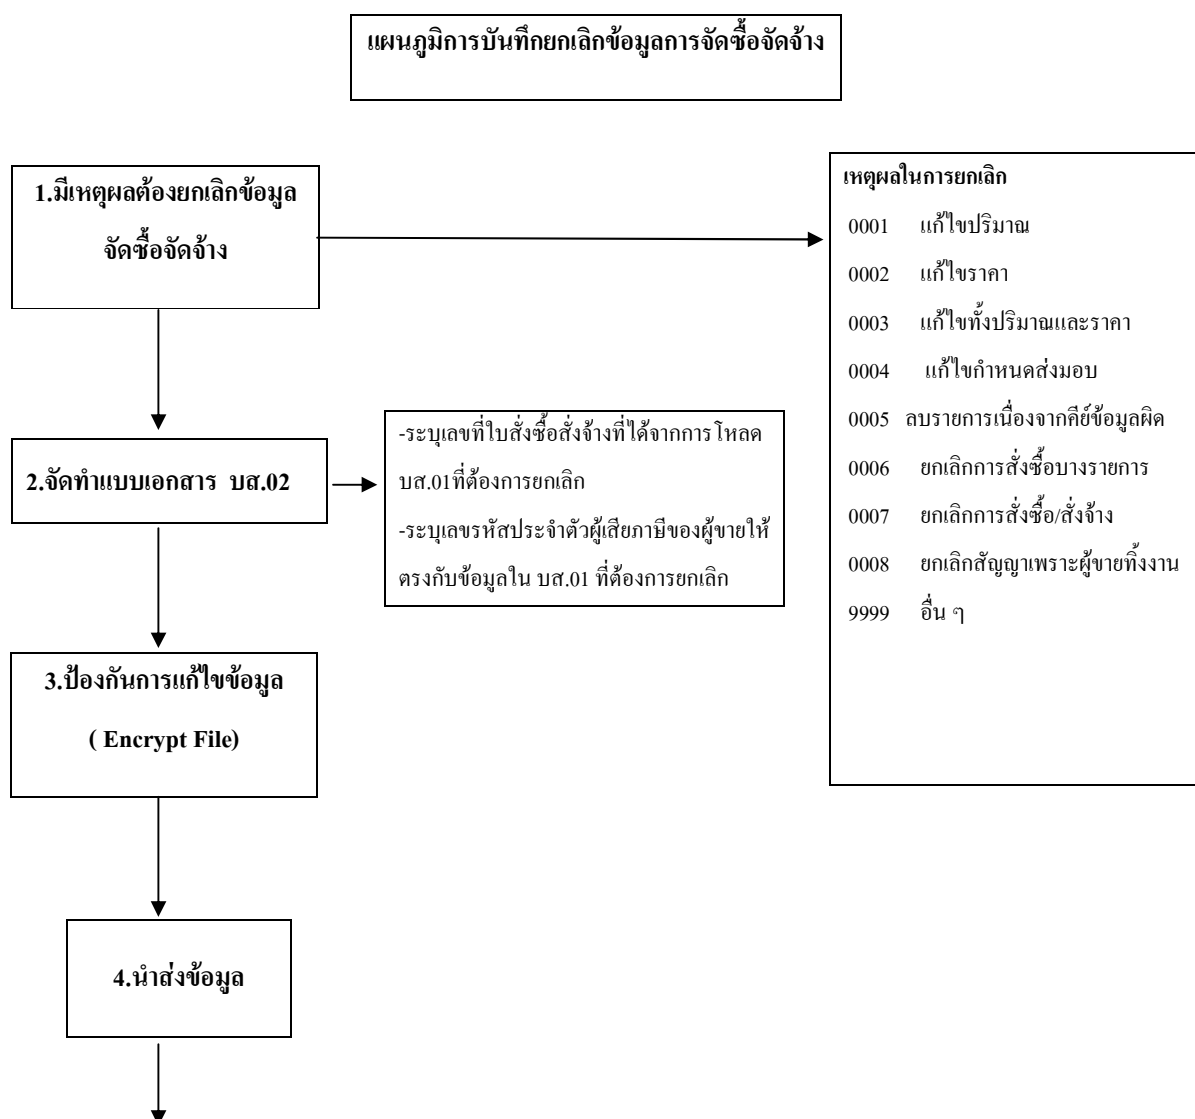 แผนภูมิการบันทึกยกเลิกข้อมูลการจัดซื้อจัดจ้าง
1.มีเหตุผลต้องยกเลิกข้อมูล
จัดซื้อจัดจ้าง
เหตุผลในการยกเลิก
0001 แก้ไขปริมาณ
0002 แก้ไขราคา
0003 แก้ไขทั้งปริมาณและราคา
0004 แก้ไขกำหนดส่งมอบ
0005 ลบรายการเนื่องจากคีย์ข้อมูลผิด
0006 ยกเลิกการสั่งซื้อบางรายการ
0007 ยกเลิกการสั่งซื้อ/สั่งจ้าง
0008 ยกเลิกสัญญาเพราะผู้ขายทิ้งงาน
9999 อื่น ๆ
2.จัดทำแบบเอกสาร บส.02
-ระบุเลขที่ใบสั่งซื้อสั่งจ้างที่ได้จากการโหลด
บส.01ที่ต้องการยกเลิก
-ระบุเลขรหัสประจำตัวผู้เสียภาษีของผู้ขายให้
ตรงกับข้อมูลใน บส.01 ที่ต้องการยกเลิก
3.ป้องกันการแก้ไขข้อมูล
( Encrypt File)
4.นำส่งข้อมูล